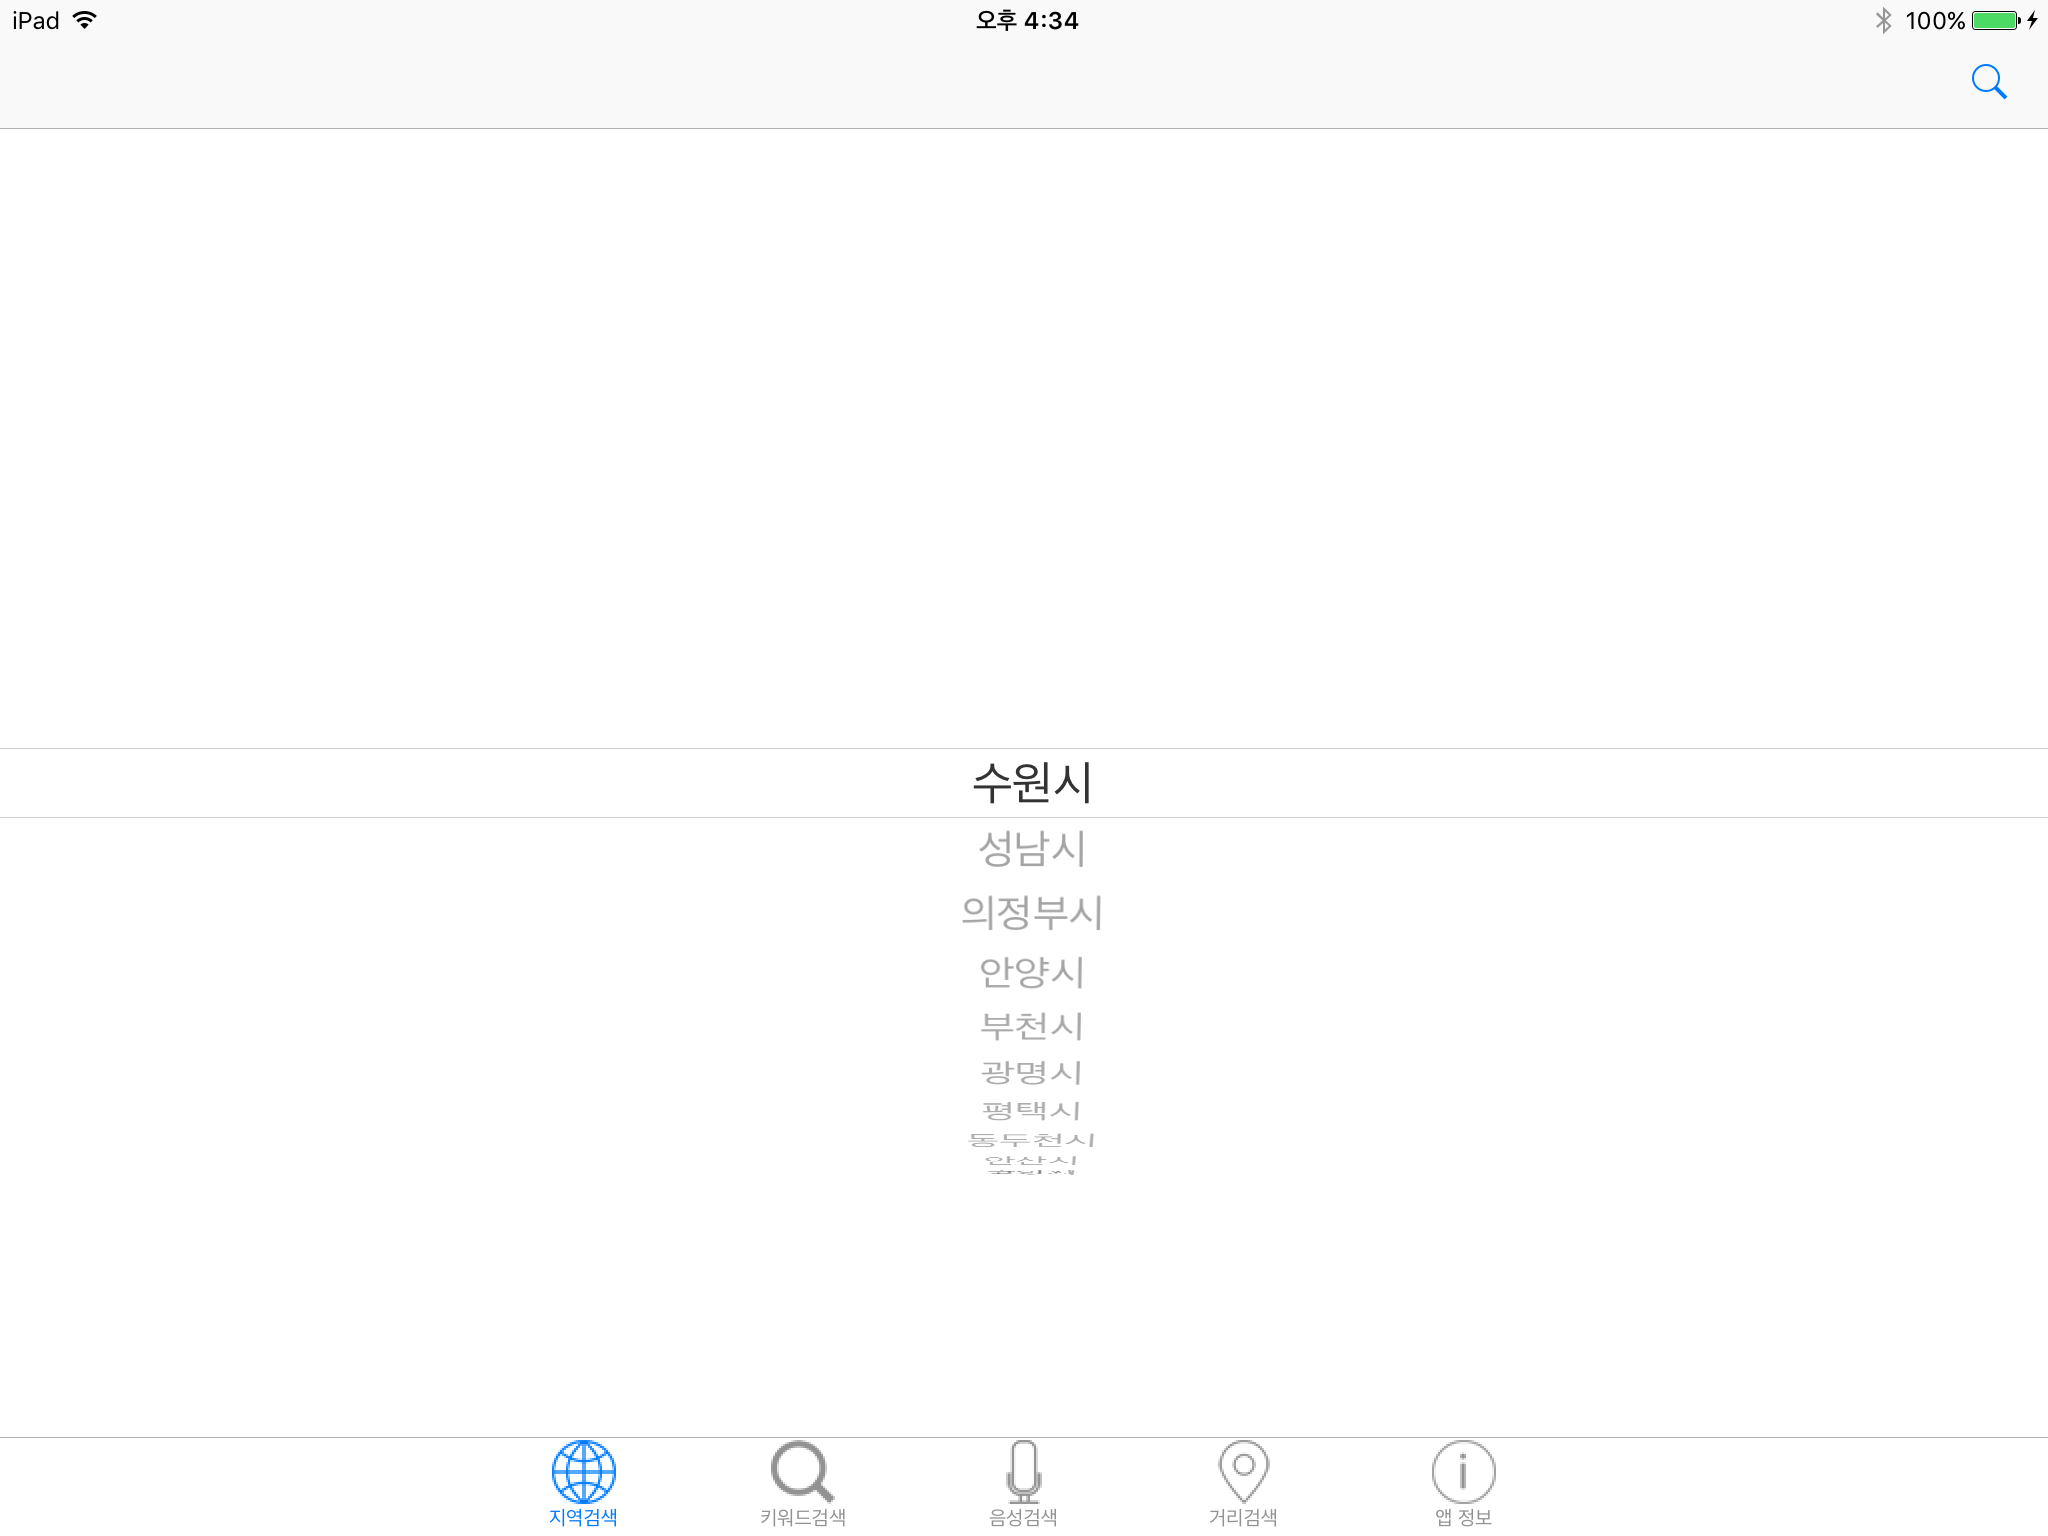 iPad 오후 4:34 100%
수원시
성남시
의정부시
안양시
부천시
광명시
평택시
동두천시
안산시
지역검색 키워드검색 음성검색 거리검색 앱 정보